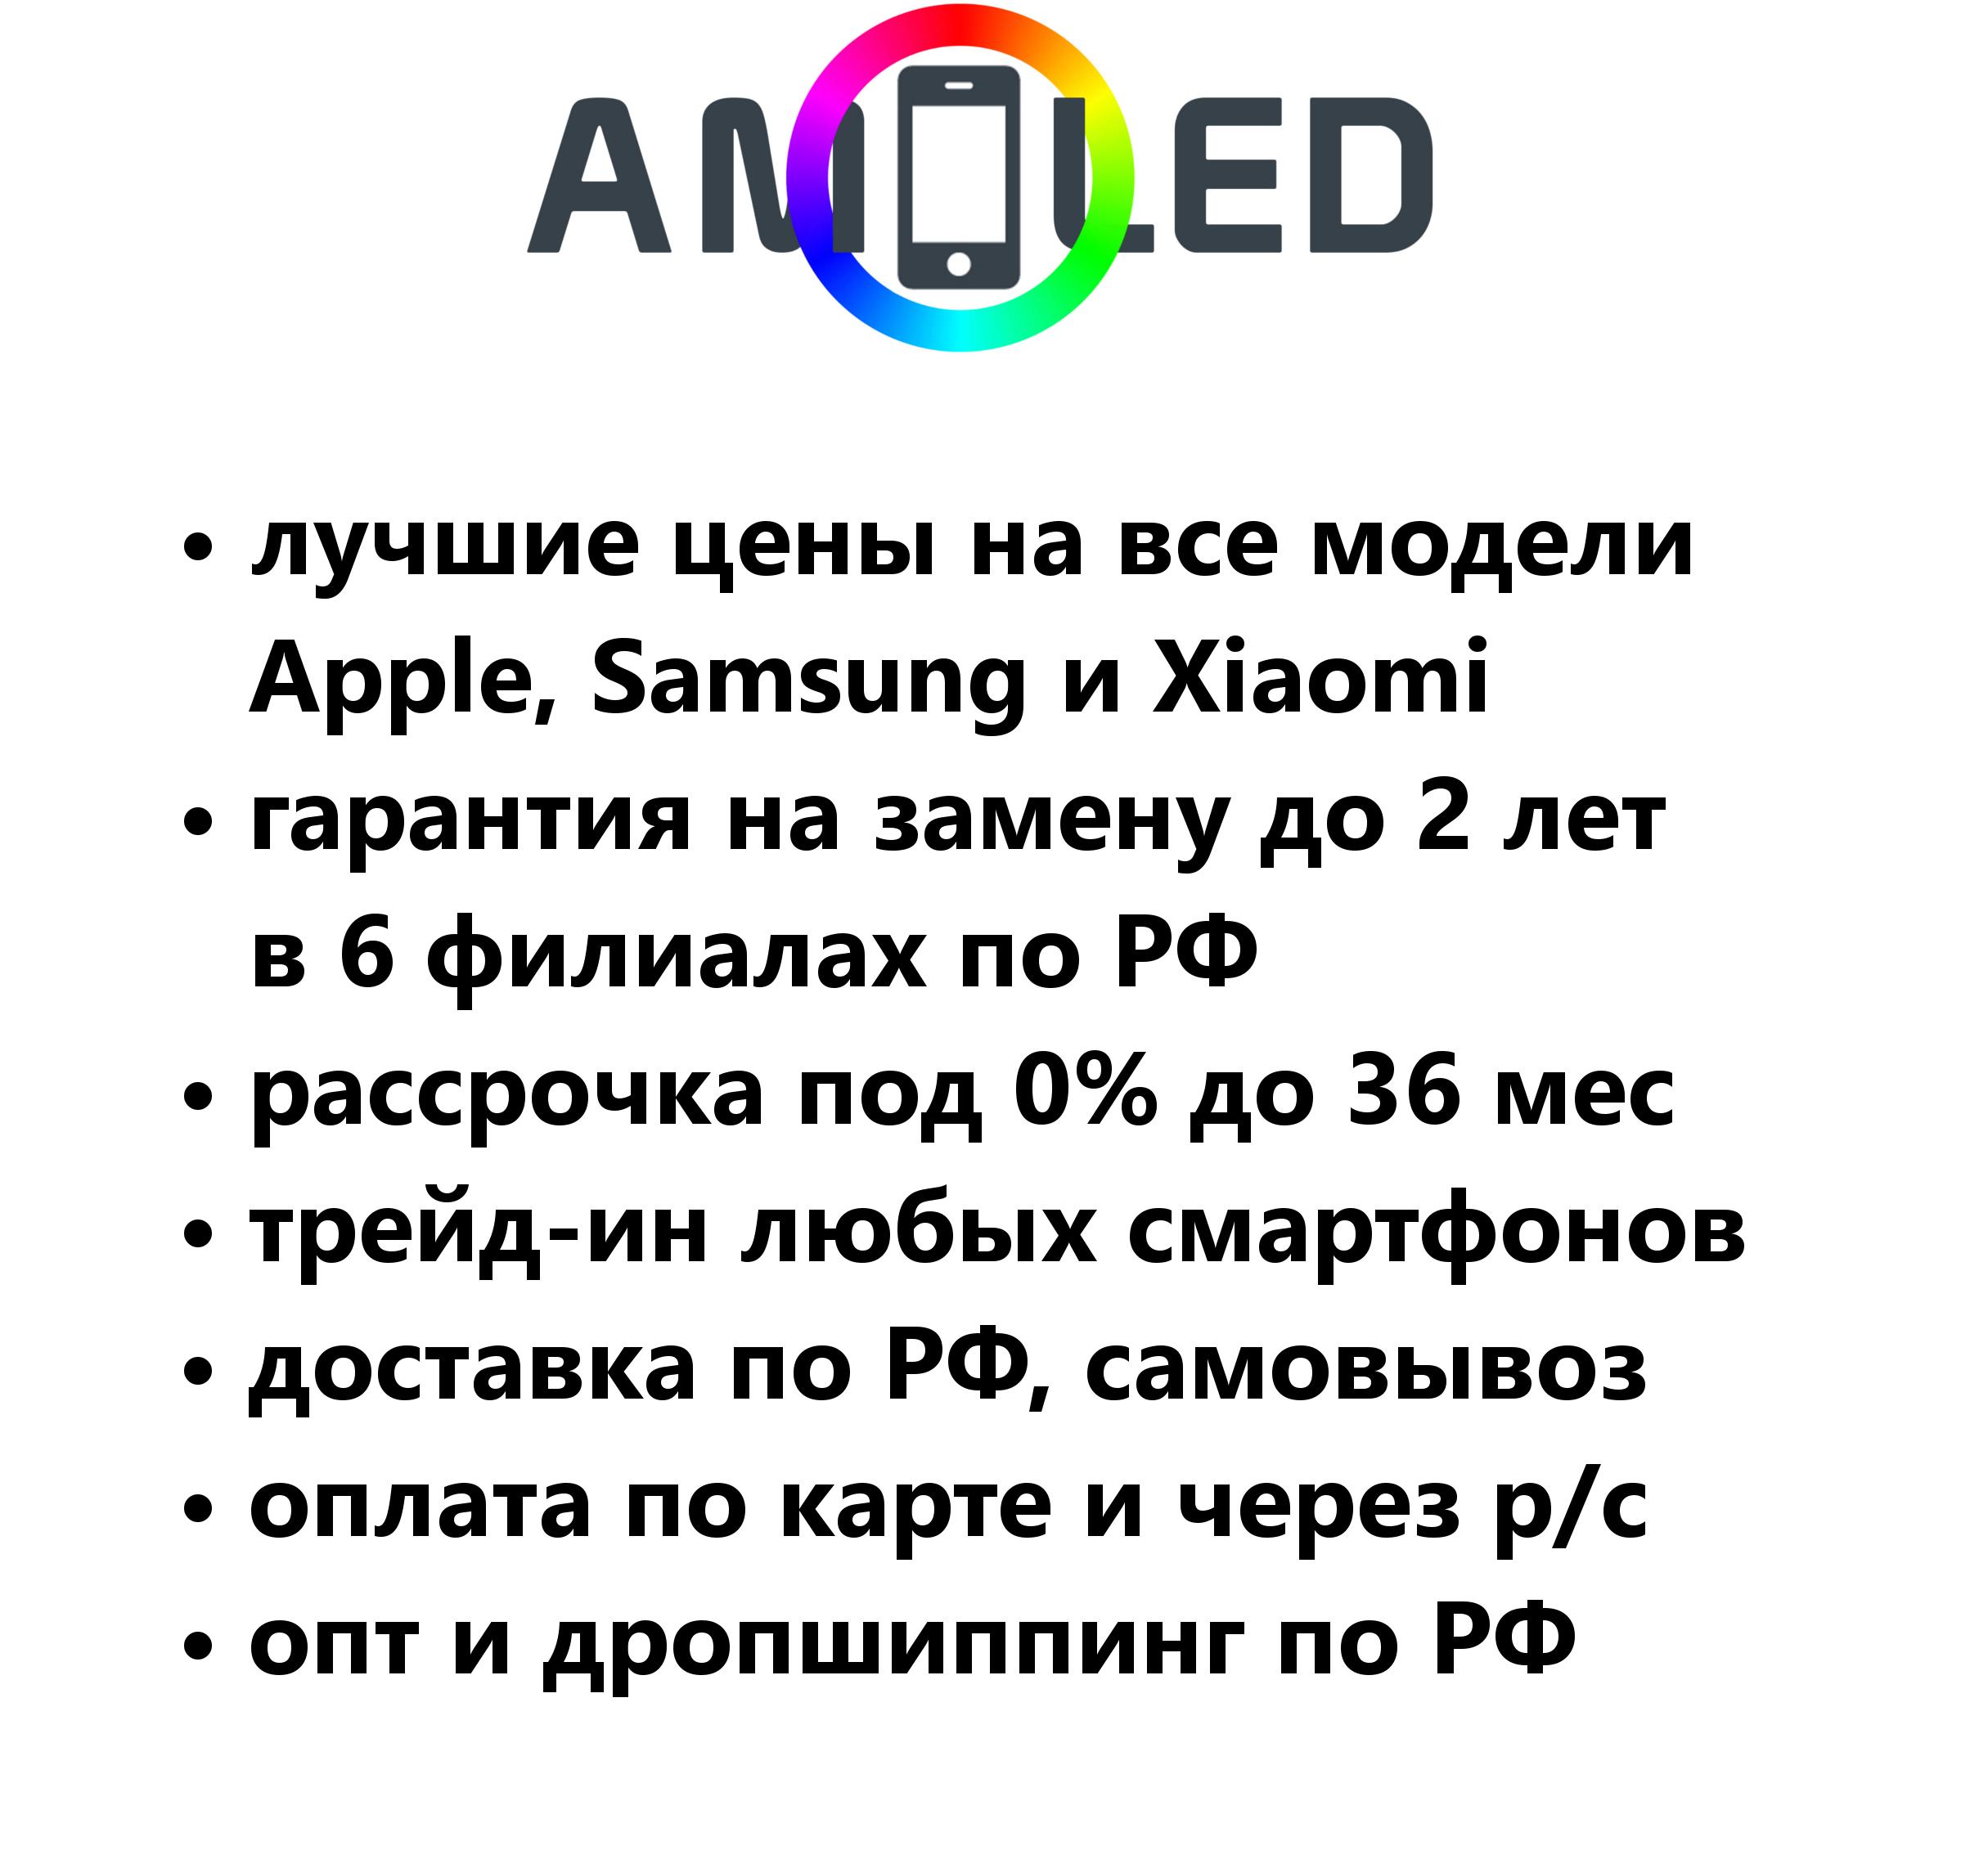 AMOLED
• лучшие цены на все модели
Apple, Samsung и Xiaomi
• гарантия на замену до 2 лет
в 6 филиалах по РФ
• рассрочка под 0% до 36 мес
• трейд-ин любых смартфонов
• доставка по РФ, самовывоз
• оплата по карте и через р/с
• опт и дропшиппинг по РФ